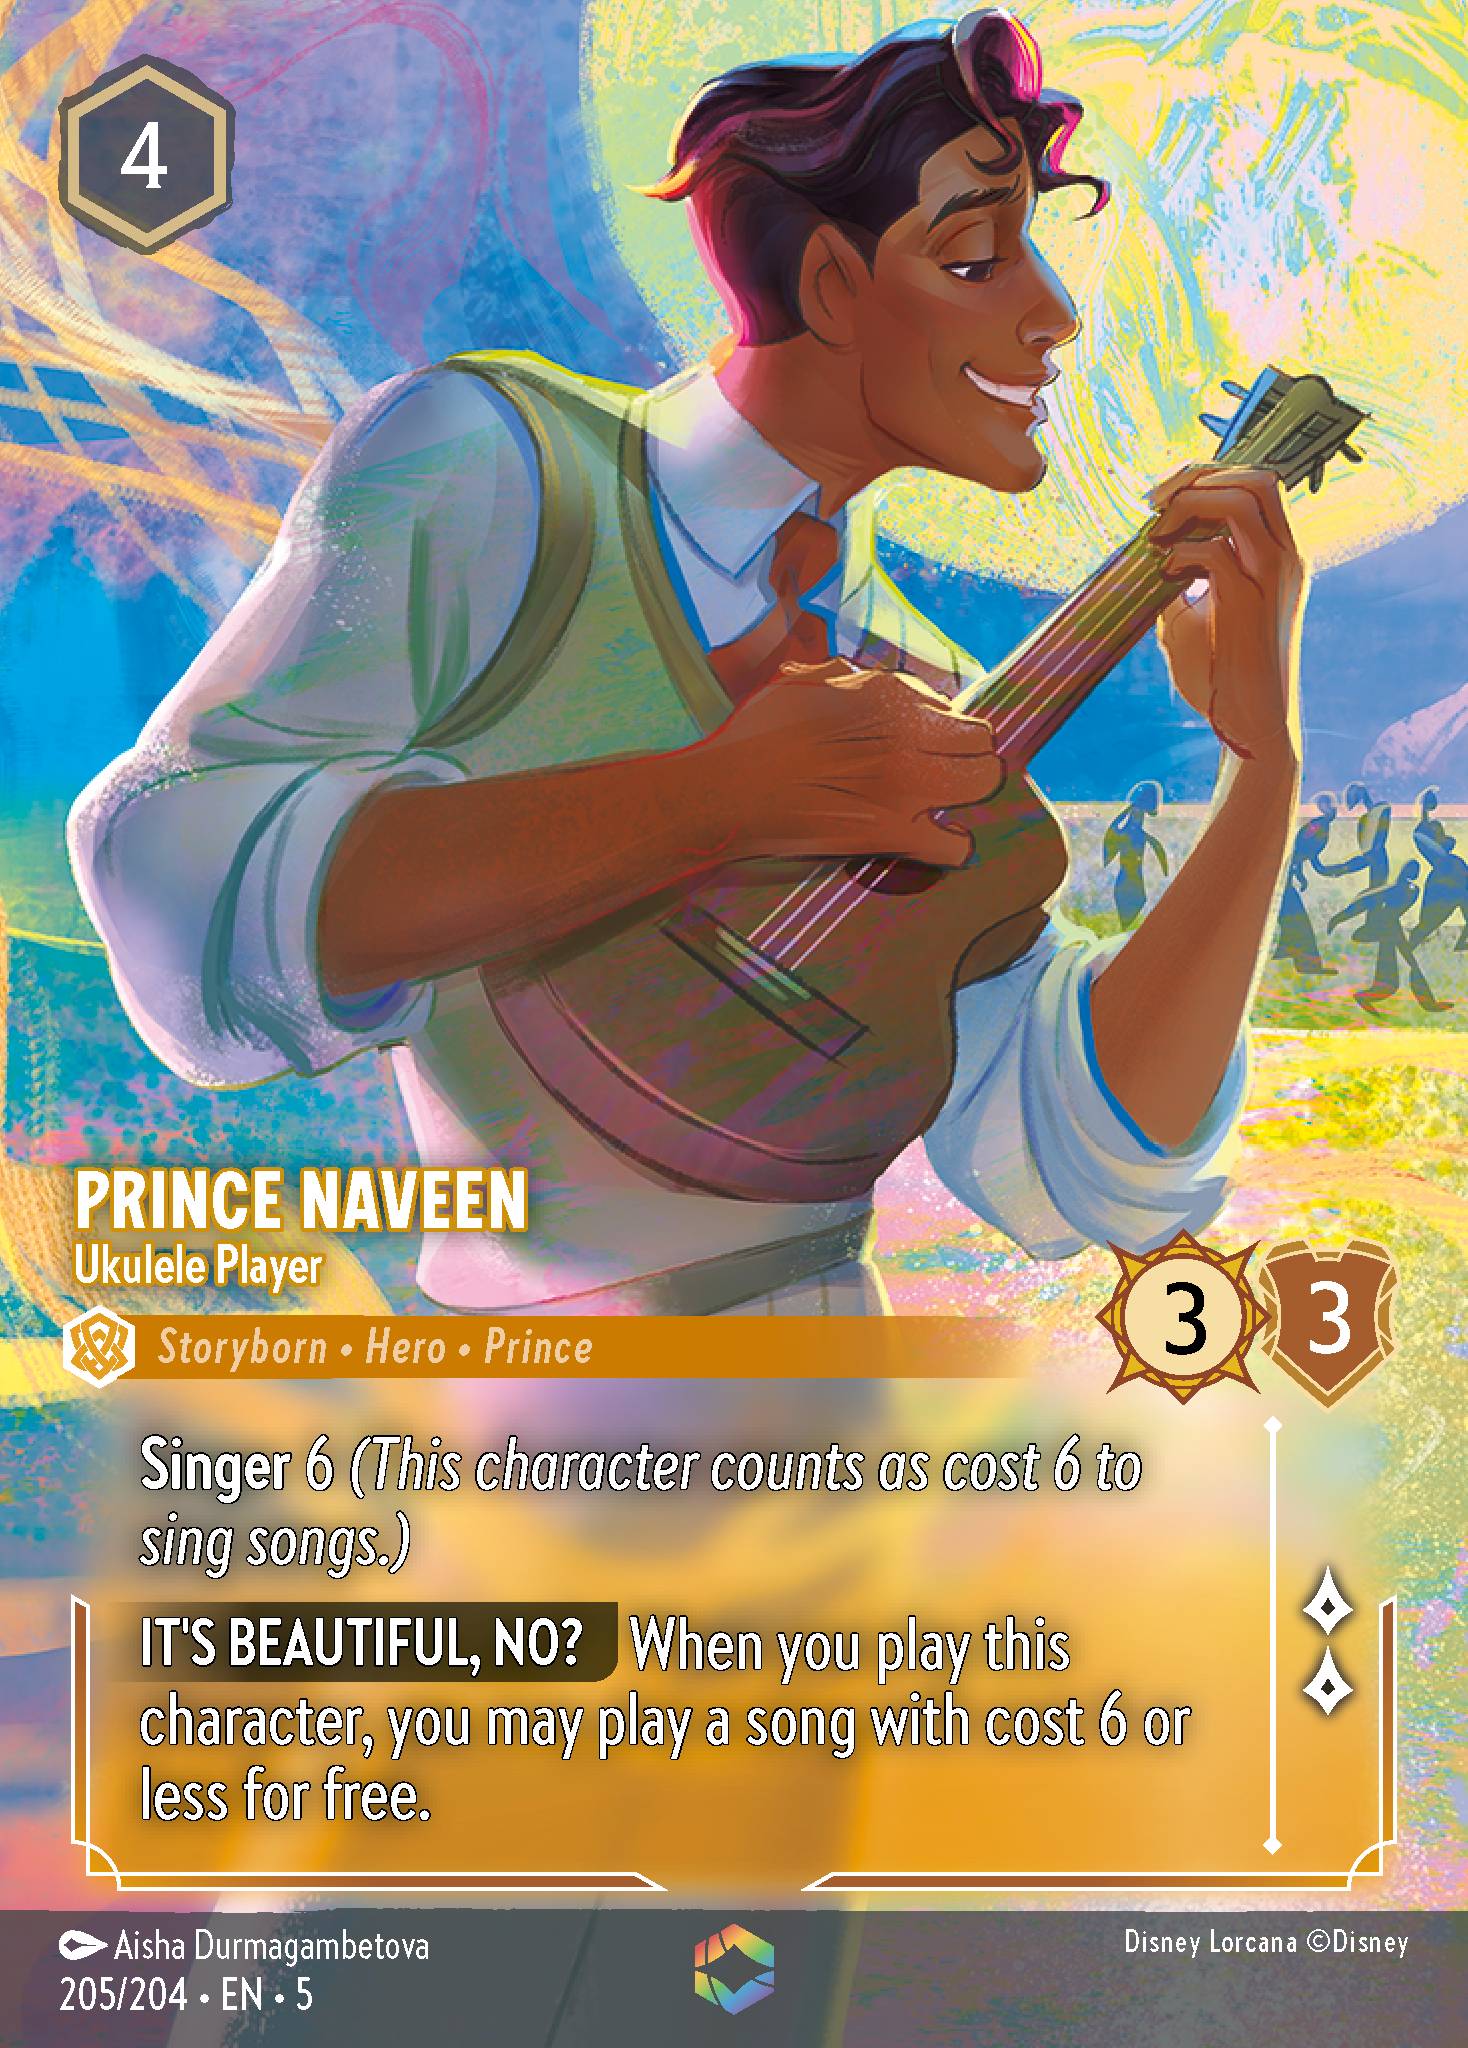 4
PRINCE NAVEEN
Ukulele Player
Storyborn • Hero • Prince
3
3
Singer 6 (This character counts as cost 6 to
sing songs.)
IT'S BEAUTIFUL, NO? When you play this
character, you may play a song with cost 6 or
less for free.
Aisha Durmagambetova
205/204 • EN • 5
Disney Lorcana ©Disney